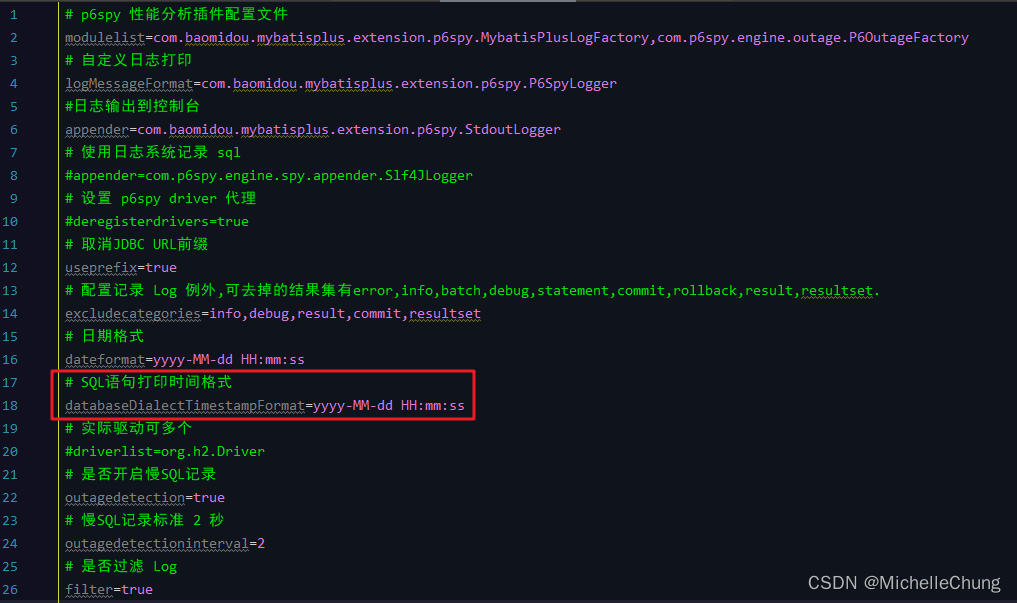 1 # p6spy 性能分析插件配置文件
2 modulelist=com.baomidou.mybatisplus.extension.p6spy.MybatisPlusLogFactory,com.p6spy.engine.outage.P6OutageFactory
3 # 自定义日志打印
4 logMessageFormat=com.baomidou.mybatisplus.extension.p6spy.P6SpyLogger
5 #日志输出到控制台
6 appender=com.baomidou.mybatisplus.extension.p6spy.StdoutLogger
7 # 使用日志系统记录 sql
8 #appender=com.p6spy.engine.spy.appender.Slf4JLogger
9 # 设置 p6spy driver 代理
10 #deregisterdrivers=true
11 # 取消JDBC URL前缀
12 useprefix=true
13 # 配置记录 Log 例外,可去掉的结果集有error,info,batch,debug,statement,commit,rollback,result,resultset.
14 excludecategories=info,debug,result,commit,resultset
15 # 日期格式
16 dateformat=yyyy-MM-dd HH:mm:ss
17 # SQL语句打印时间格式
18 databaseDialectTimestampFormat=yyyy-MM-dd HH:mm:ss
19 # 实际驱动可多个
20 #driverlist=org.h2.Driver
21 # 是否开启慢SQL记录
22 outagedetection=true
23 # 慢SQL记录标准 2 秒
24 outagedetectioninterval=2
25 # 是否过滤 Log
26 filter=true
CSDN @MichelleChung